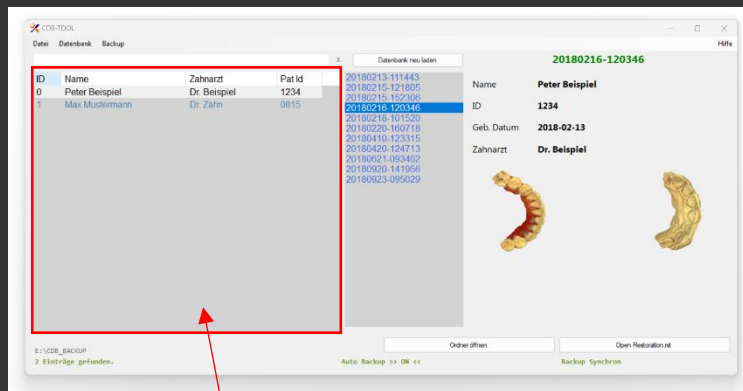 CDB-TOOL
Datei Datenbank Backup Hilfe
X Datenbank neu laden
20180216-120346
ID Name Zahnarzt Pat Id
0 Peter Beispiel Dr. Beispiel 1234
1 Max Mustermann Dr. Zahn 0815
20180213-111443
20180215-121805
20180215-152306
20180216-120346
20180218-101520
20180220-160718
20180410-123315
20180420-124713
20180621-093402
20180920-141956
20180923-095029
Name Peter Beispiel
ID 1234
Geb. Datum 2018-02-13
Zahnarzt Dr. Beispiel
Ordner öffnen Open Restoration.rst
E:\CDB_BACKUP
2 Einträge gefunden. Auto Backup >> ON << Backup Synchron